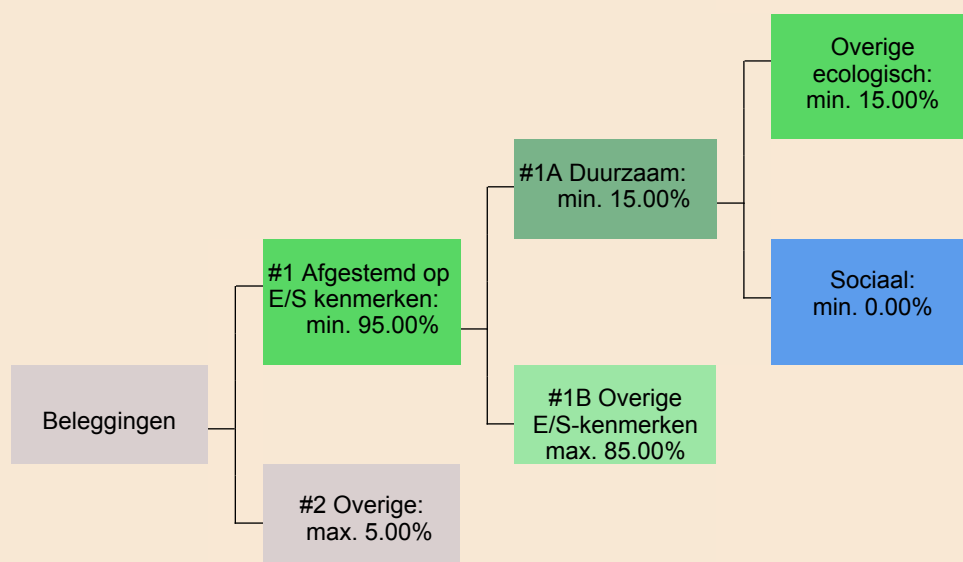 Beleggingen
#1 Afgestemd op
E/S kenmerken:
min. 95.00%
#2 Overige:
max. 5.00%
#1A Duurzaam:
min. 15.00%
#1B Overige
E/S-kenmerken
max. 85.00%
Overige
ecologisch:
min. 15.00%
Sociaal:
min. 0.00%